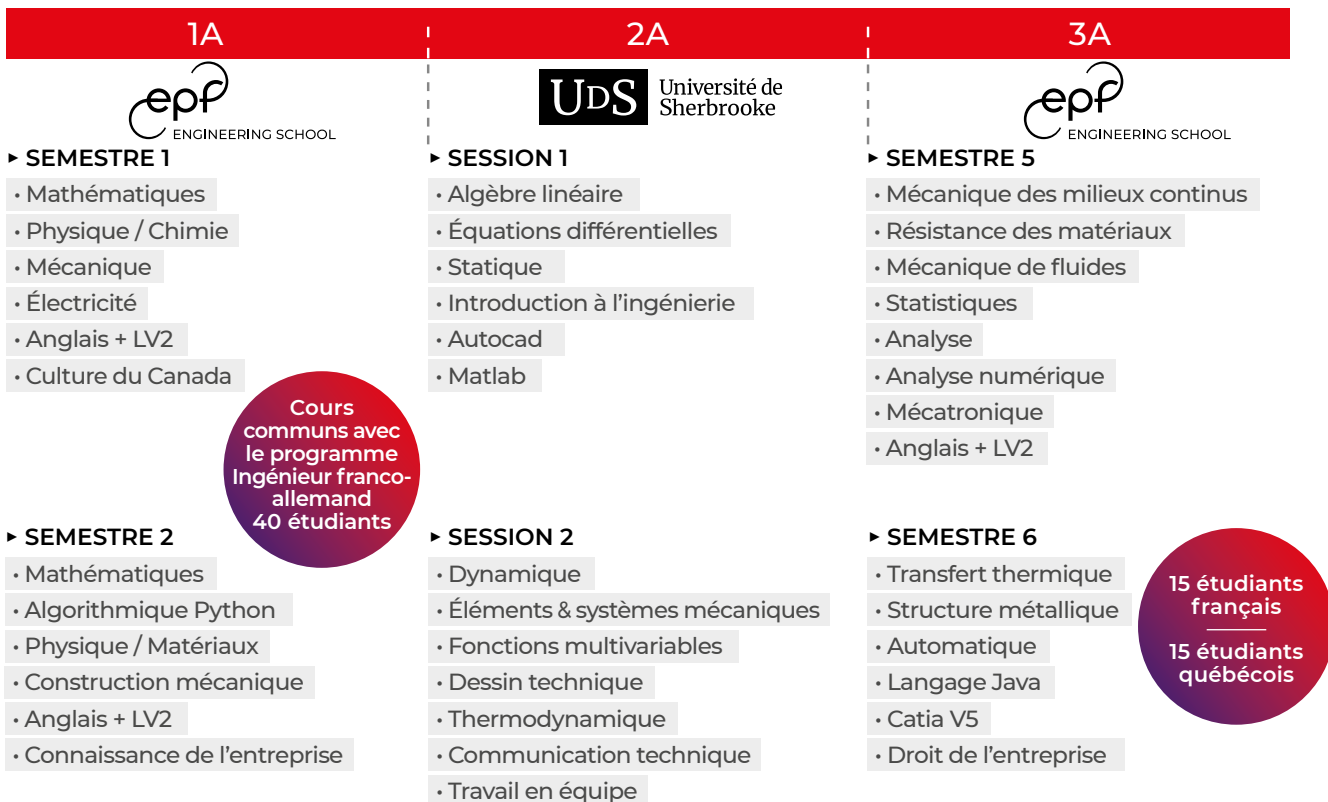 1A
2A
3A
epf
ENGINEERING SCHOOL
UDS Université de
Sherbrooke
epf
ENGINEERING SCHOOL
▸ SEMESTRE 1
• Mathématiques
• Physique / Chimie
• Mécanique
• Électricité
• Anglais + LV2
• Culture du Canada
Cours
communs avec
le programme
Ingénieur franco-
allemand
40 étudiants
▸ SEMESTRE 2
• Mathématiques
• Algorithmique Python
• Physique / Matériaux
• Construction mécanique
• Anglais + LV2
• Connaissance de l'entreprise
▸ SESSION 1
• Algèbre linéaire
• Équations différentielles
• Statique
• Introduction à l'ingénierie
• Autocad
• Matlab
▸ SESSION 2
• Dynamique
• Éléments & systèmes mécaniques
• Fonctions multivariables
• Dessin technique
• Thermodynamique
• Communication technique
• Travail en équipe
▸ SEMESTRE 5
• Mécanique des milieux continus
• Résistance des matériaux
• Mécanique de fluides
• Statistiques
• Analyse
• Analyse numérique
• Mécatronique
• Anglais + LV2
▸ SEMESTRE 6
• Transfert thermique
• Structure métallique
• Automatique
• Langage Java
• Catia V5
• Droit de l'entreprise
15 étudiants
français
15 étudiants
québécois